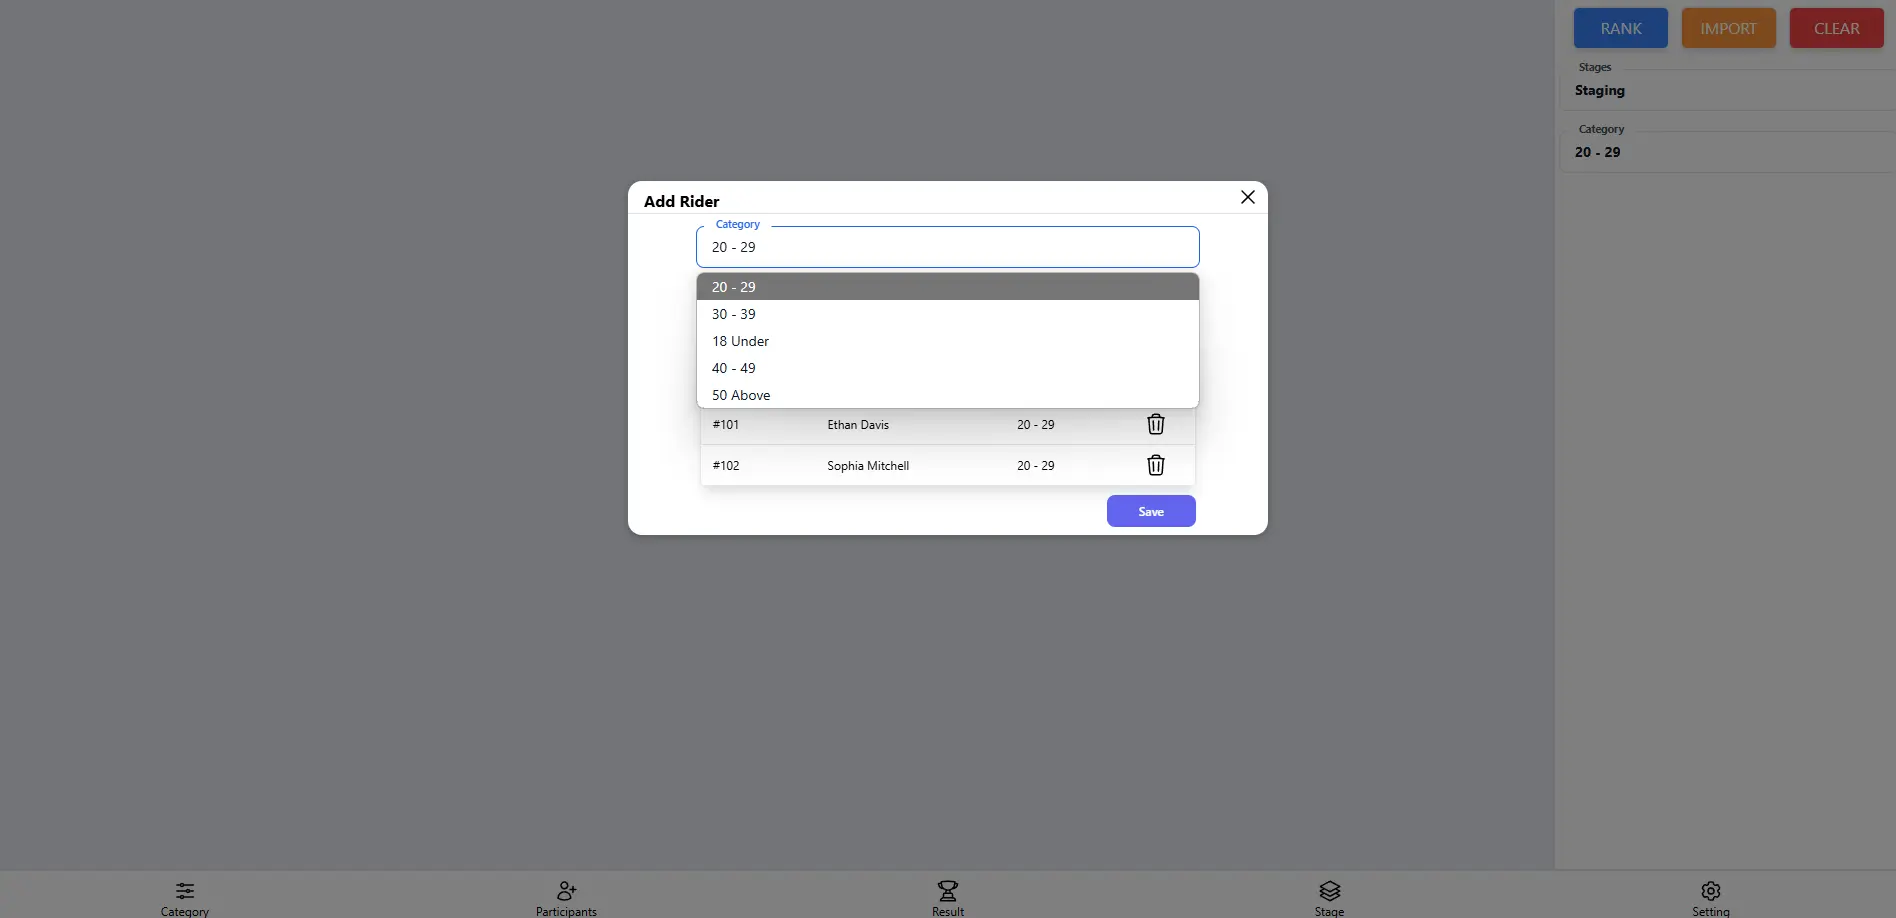 RANK IMPORT CLEAR
Stages
Staging
Category
20 - 29
Add Rider
Category
20 - 29
20 - 29
30 - 39
18 Under
40 - 49
50 Above
#101 Ethan Davis 20 - 29
#102 Sophia Mitchell 20 - 29
Save
Category Participants Result Stage Setting